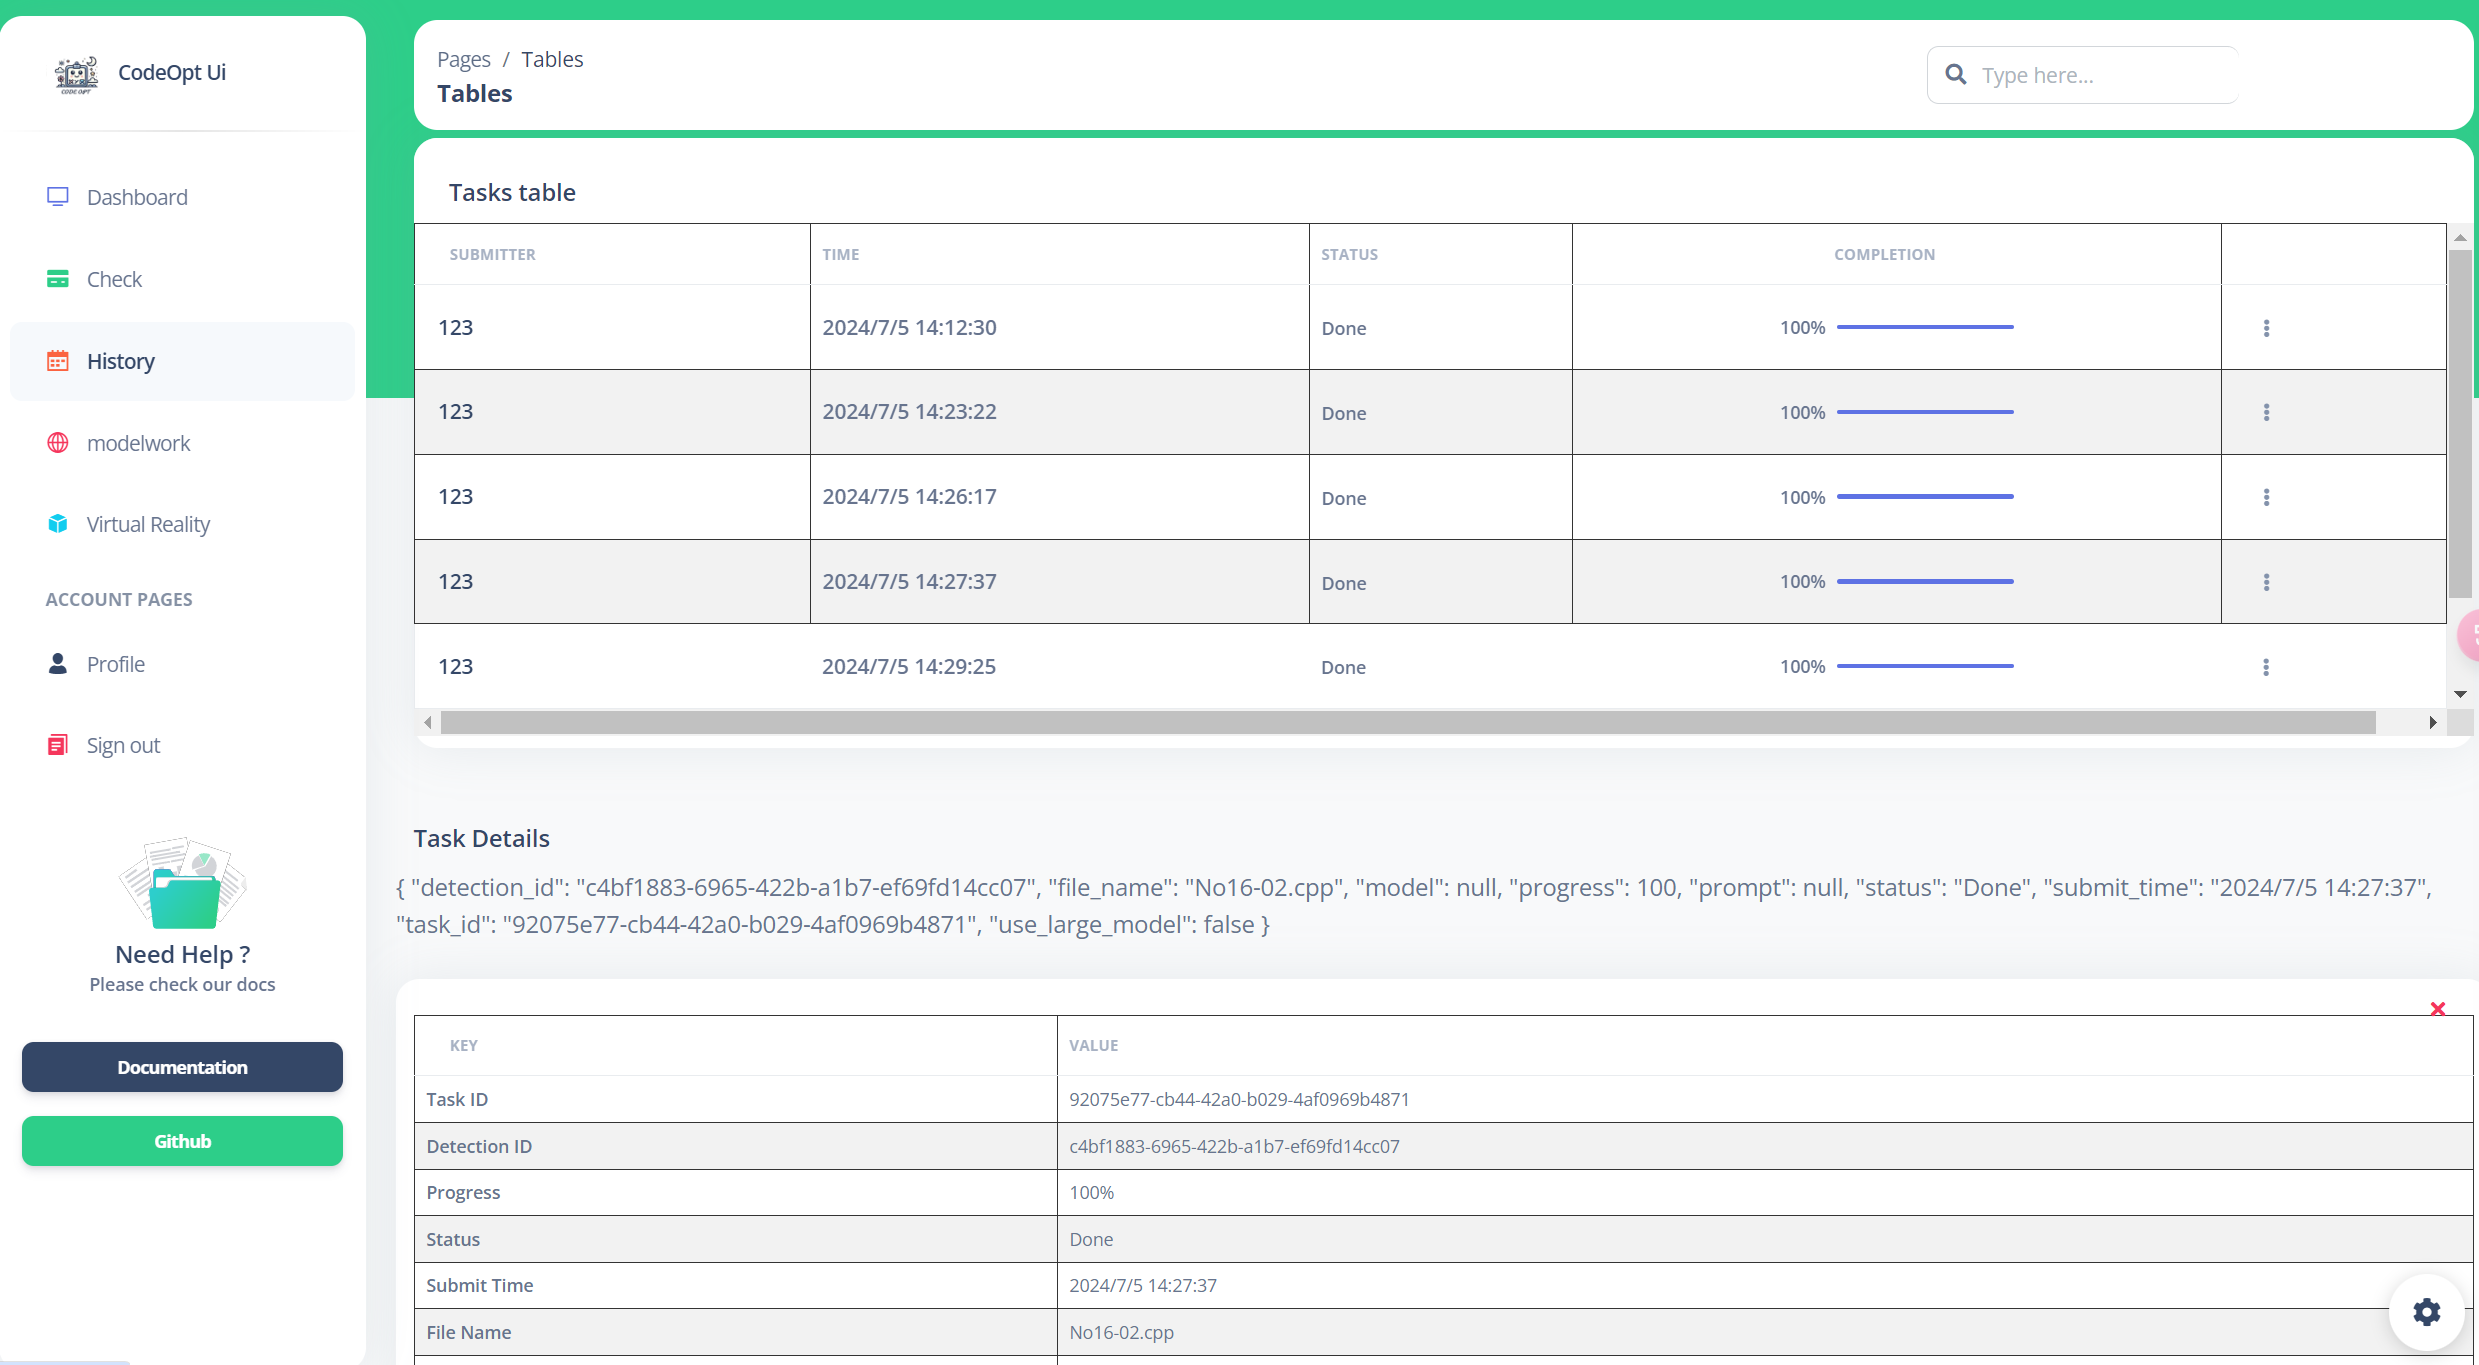 CODE OPT
CodeOpt Ui
Dashboard
Check
History
modelwork
Virtual Reality
ACCOUNT PAGES
Profile
Sign out
Need Help ?
Please check our docs
Documentation
Github
Pages / Tables
Tables
Type here...
Tasks table
SUBMITTER TIME STATUS COMPLETION
123 2024/7/5 14:12:30 Done 100%
123 2024/7/5 14:23:22 Done 100%
123 2024/7/5 14:26:17 Done 100%
123 2024/7/5 14:27:37 Done 100%
123 2024/7/5 14:29:25 Done 100%
Task Details
{ "detection_id": "c4bf1883-6965-422b-a1b7-ef69fd14cc07", "file_name": "No16-02.cpp", "model": null, "progress": 100, "prompt": null, "status": "Done", "submit_time": "2024/7/5 14:27:37",
"task_id": "92075e77-cb44-42a0-b029-4af0969b4871", "use_large_model": false }
KEY VALUE
Task ID 92075e77-cb44-42a0-b029-4af0969b4871
Detection ID c4bf1883-6965-422b-a1b7-ef69fd14cc07
Progress 100%
Status Done
Submit Time 2024/7/5 14:27:37
File Name No16-02.cpp